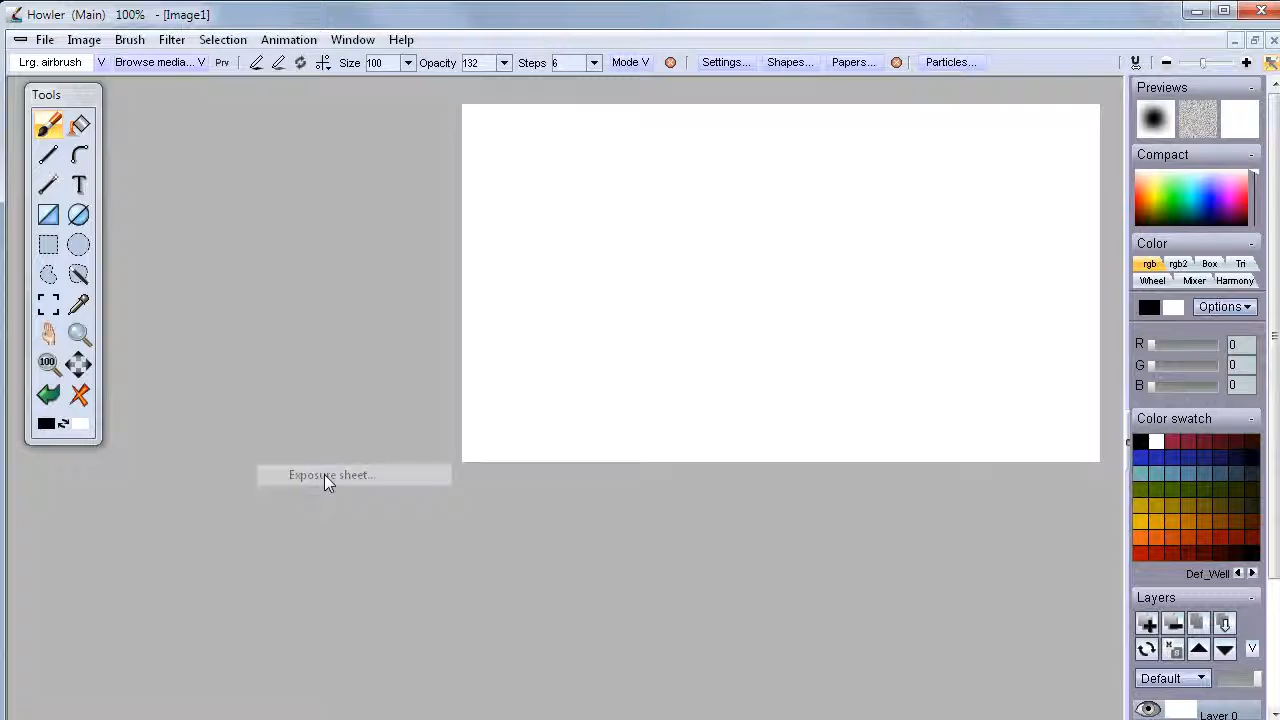 Howler (Main) 100% - [Image1]
File Image Brush Filter Selection Animation Window Help
Lrg. airbrush V Browse media... V Prv Size 100 Opacity 132 Steps 6 Mode V Settings... Shapes... Papers... Particles...
Tools
T
100
Exposure sheet...
Previews
Compact
Color
rgb rgb2 Box Tri
Wheel Mixer Harmony
Options
R 0
G 0
B 0
Color swatch
Def_Well
Layers
M S
V
Default
Layer 0